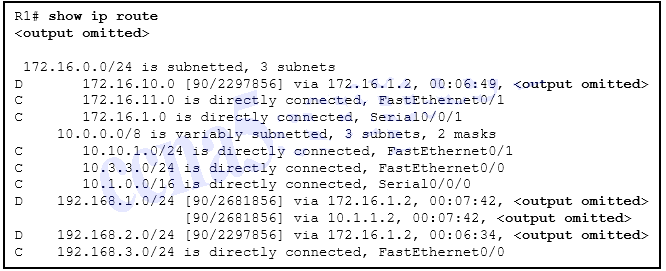 R1# show ip route
<output omitted>
172.16.0.0/24 is subnetted, 3 subnets
D 172.16.10.0 [90/2297856] via 172.16.1.2, 00:06:49, <output omitted>
C 172.16.11.0 is directly connected, FastEthernet0/1
C 172.16.1.0 is directly connected, Serial0/0/1
10.0.0.0/8 is variably subnetted, 3 subnets, 2 masks
C 10.10.1.0/24 is directly connected, FastEthernet0/1
C 10.3.3.0/24 is directly connected, FastEthernet0/0
C 10.1.0.0/16 is directly connected, Serial0/0/0
D 192.168.1.0/24 [90/2681856] via 172.16.1.2, 00:07:42, <output omitted>
[90/2681856] via 10.1.1.2, 00:07:42, <output omitted>
D 192.168.2.0/24 [90/2297856] via 172.16.1.2, 00:06:34, <output omitted>
C 192.168.3.0/24 is directly connected, FastEthernet0/0